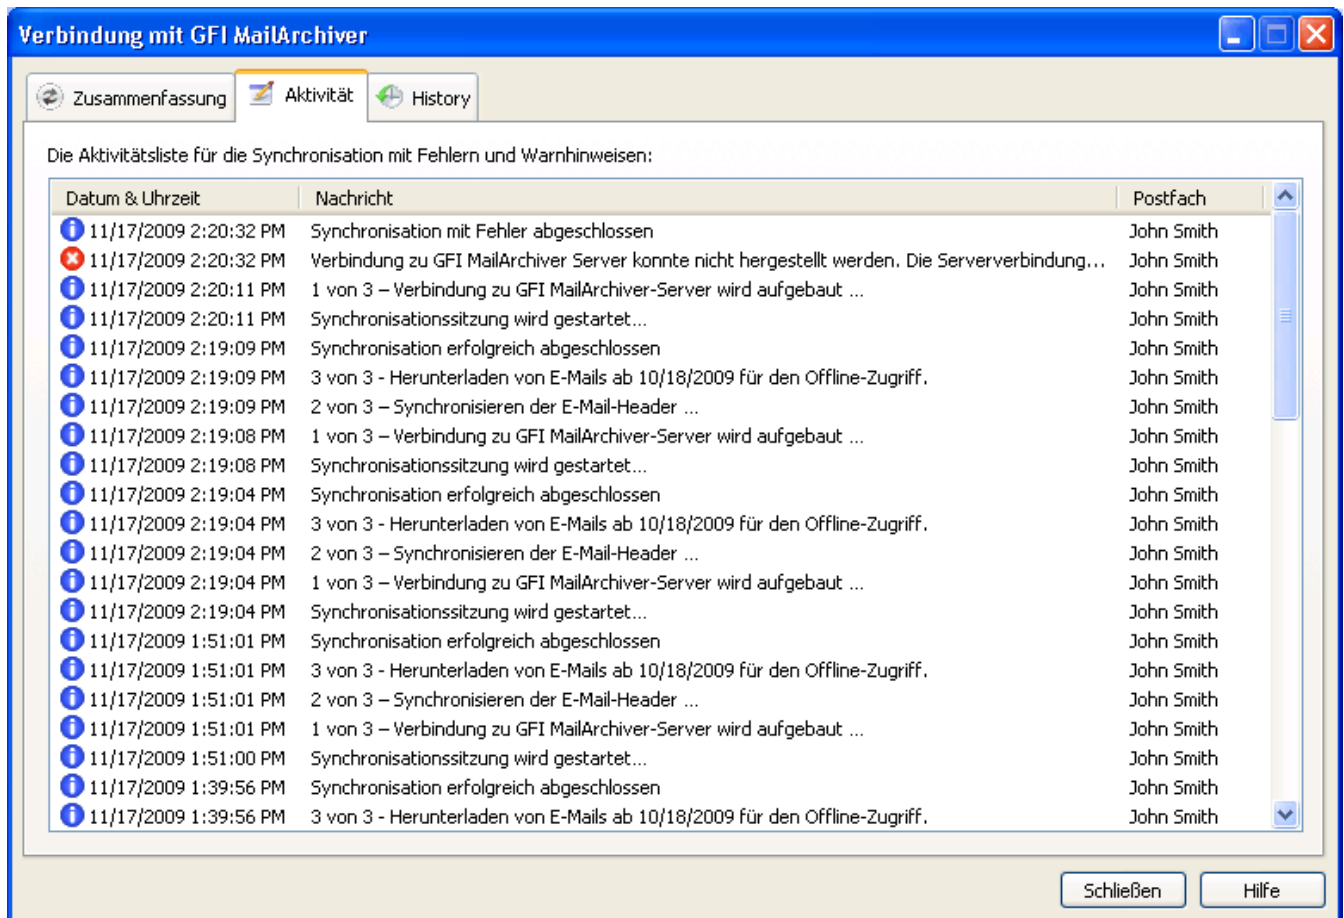 Verbindung mit GFI MailArchiver
Zusammenfassung Aktivität History
Die Aktivitätsliste für die Synchronisation mit Fehlern und Warnhinweisen:
Datum & Uhrzeit Nachricht Postfach
11/17/2009 2:20:32 PM Synchronisation mit Fehler abgeschlossen John Smith
11/17/2009 2:20:32 PM Verbindung zu GFI MailArchiver Server konnte nicht hergestellt werden. Die Serververbindung... John Smith
11/17/2009 2:20:11 PM 1 von 3 – Verbindung zu GFI MailArchiver-Server wird aufgebaut ... John Smith
11/17/2009 2:20:11 PM Synchronisationssitzung wird gestartet... John Smith
11/17/2009 2:19:09 PM Synchronisation erfolgreich abgeschlossen John Smith
11/17/2009 2:19:09 PM 3 von 3 - Herunterladen von E-Mails ab 10/18/2009 für den Offline-Zugriff. John Smith
11/17/2009 2:19:09 PM 2 von 3 – Synchronisieren der E-Mail-Header ... John Smith
11/17/2009 2:19:08 PM 1 von 3 – Verbindung zu GFI MailArchiver-Server wird aufgebaut ... John Smith
11/17/2009 2:19:08 PM Synchronisationssitzung wird gestartet... John Smith
11/17/2009 2:19:04 PM Synchronisation erfolgreich abgeschlossen John Smith
11/17/2009 2:19:04 PM 3 von 3 - Herunterladen von E-Mails ab 10/18/2009 für den Offline-Zugriff. John Smith
11/17/2009 2:19:04 PM 2 von 3 – Synchronisieren der E-Mail-Header ... John Smith
11/17/2009 2:19:04 PM 1 von 3 – Verbindung zu GFI MailArchiver-Server wird aufgebaut ... John Smith
11/17/2009 2:19:04 PM Synchronisationssitzung wird gestartet... John Smith
11/17/2009 1:51:01 PM Synchronisation erfolgreich abgeschlossen John Smith
11/17/2009 1:51:01 PM 3 von 3 - Herunterladen von E-Mails ab 10/18/2009 für den Offline-Zugriff. John Smith
11/17/2009 1:51:01 PM 2 von 3 – Synchronisieren der E-Mail-Header ... John Smith
11/17/2009 1:51:01 PM 1 von 3 – Verbindung zu GFI MailArchiver-Server wird aufgebaut ... John Smith
11/17/2009 1:51:00 PM Synchronisationssitzung wird gestartet... John Smith
11/17/2009 1:39:56 PM Synchronisation erfolgreich abgeschlossen John Smith
11/17/2009 1:39:56 PM 3 von 3 - Herunterladen von E-Mails ab 10/18/2009 für den Offline-Zugriff. John Smith
Schließen Hilfe